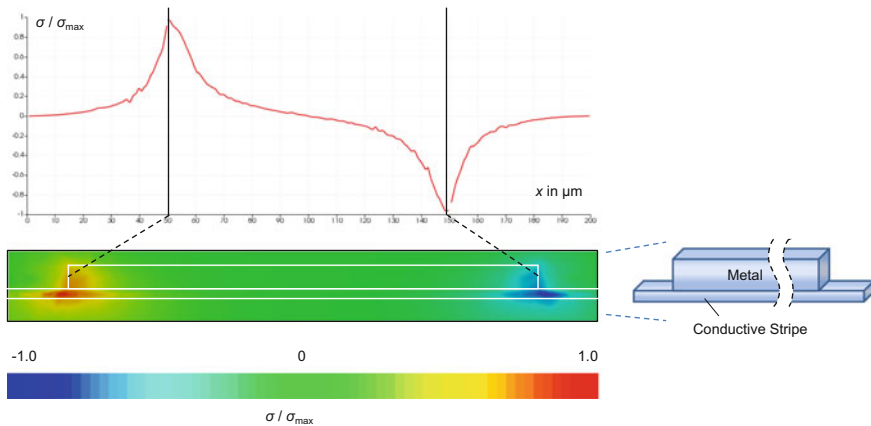 σ / σmax
1
0.8
0.6
0.4
0.2
0
-0.2
-0.4
-0.6
-0.8
-1
x in µm
0 10 20 30 40 50 60 70 80 90 100 110 120 130 140 150 160 170 180 190 200
Metal
Conductive Stripe
-1.0 0 1.0
σ / σmax